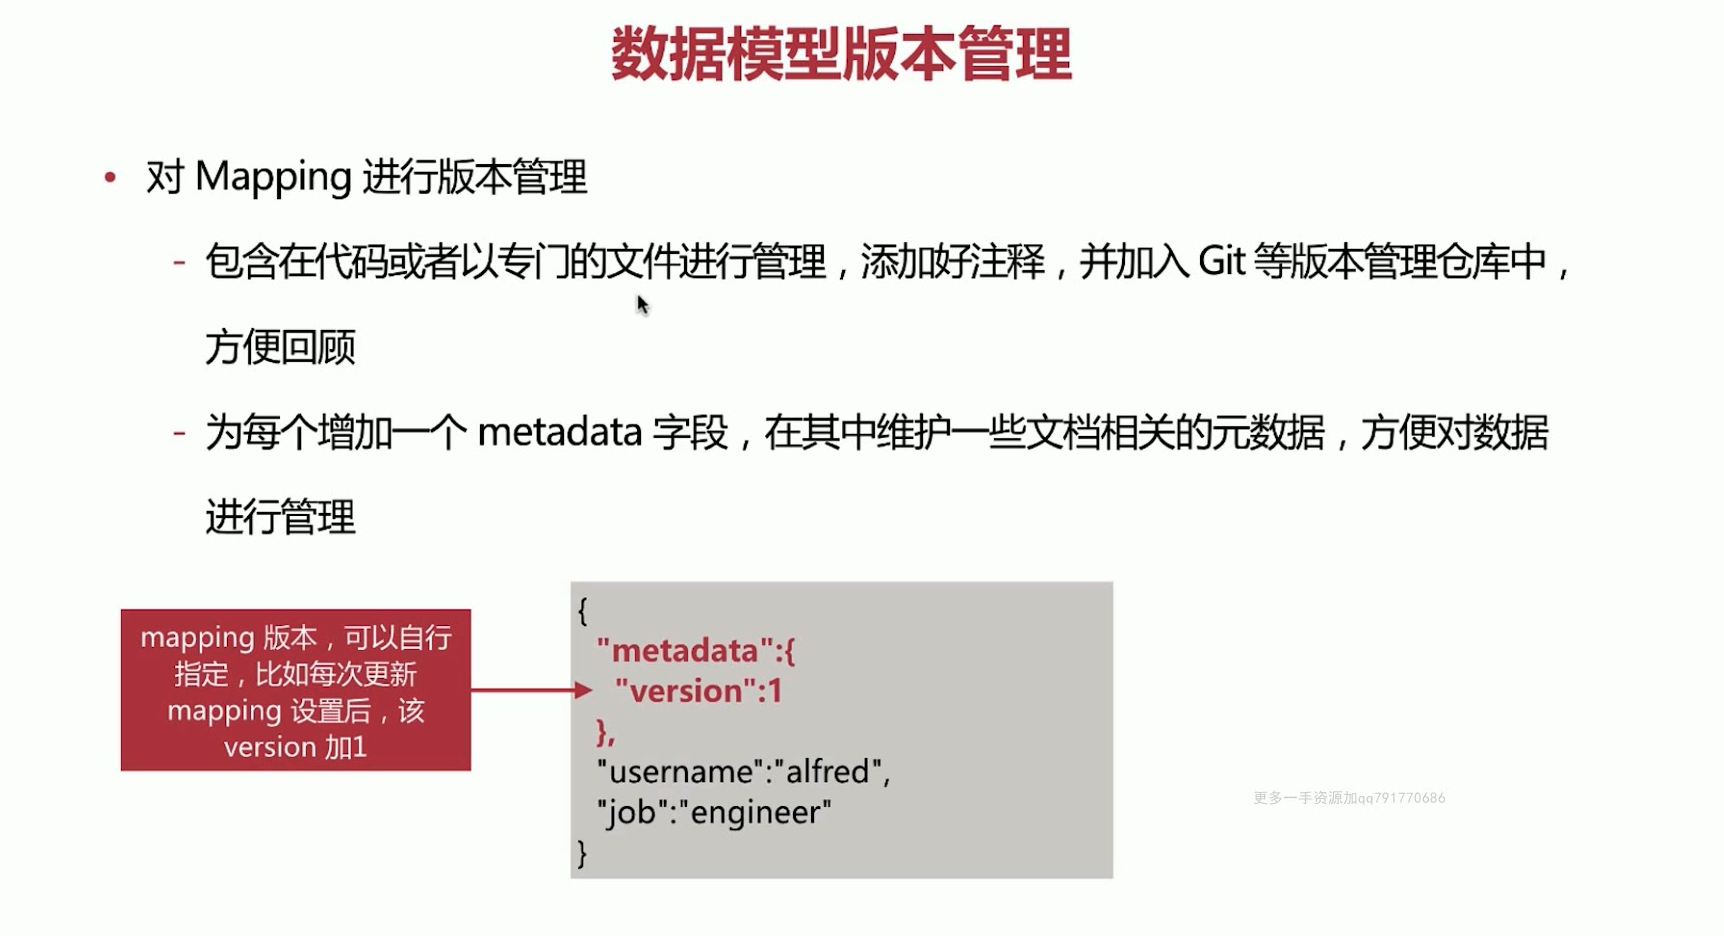 数据模型版本管理
• 对 Mapping 进行版本管理
- 包含在代码或者以专门的文件进行管理，添加好注释，并加入 Git 等版本管理仓库中，
方便回顾
- 为每个增加一个 metadata 字段，在其中维护一些文档相关的元数据，方便对数据
进行管理
mapping 版本，可以自行
指定，比如每次更新
mapping 设置后，该
version 加1
{
"metadata":{
"version":1
},
"username":"alfred",
"job":"engineer"
}
更多一手资源加qq791770686